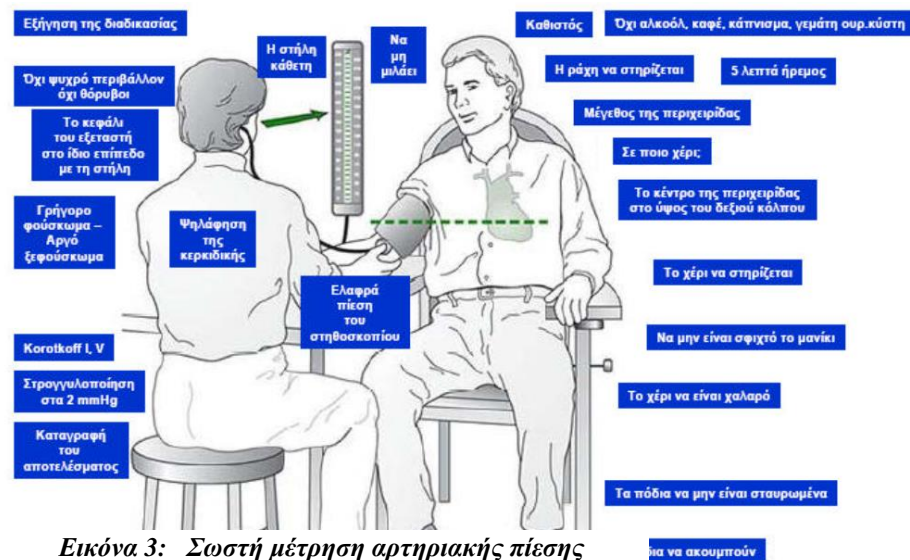 Εξήγηση της διαδικασίας
Όχι ψυχρό περιβάλλον
όχι θόρυβοι
Το κεφάλι
του εξεταστή
στο ίδιο επίπεδο
με τη στήλη
Γρήγορο
φούσκωμα –
Αργό
ξεφούσκωμα
Korotkoff I, V
Στρογγυλοποίηση
στα 2 mmHg
Καταγραφή
του
αποτελέσματος
Η στήλη
κάθετη
Να
μη
μιλάει
Ψηλάφηση
της
κερκιδικής
Ελαφρά
πίεση
του
στηθοσκοπίου
Καθιστός
Όχι αλκοόλ, καφέ, κάπνισμα, γεμάτη ουρ.κύστη
Η ράχη να στηρίζεται
5 λεπτά ήρεμος
Μέγεθος της περιχειρίδας
Σε ποιο χέρι;
Το κέντρο της περιχειρίδας
στο ύψος του δεξιού κόλπου
Το χέρι να στηρίζεται
Να μην είναι σφιχτό το μανίκι
Το χέρι να είναι χαλαρό
Τα πόδια να μην είναι σταυρωμένα
να ακουμπούν
Εικόνα 3: Σωστή μέτρηση αρτηριακής πίεσης